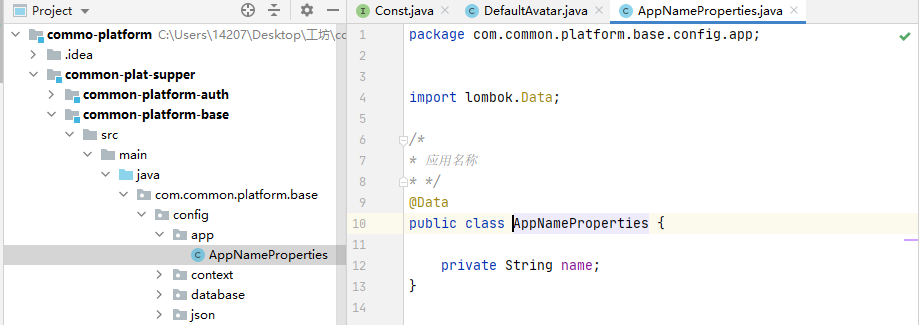 Project
commo-platform C:\Users\14207\Desktop\工坊\co
.idea
common-plat-supper
common-platform-auth
common-platform-base
src
main
java
com.common.platform.base
config
app
AppNameProperties
context
database
json
Const.java DefaultAvatar.java AppNameProperties.java
1 package com.common.platform.base.config.app;
2
3
4 import lombok.Data;
5
6 /*
7 * 应用名称
8 * */
9 @Data
10 public class AppNameProperties {
11
12 private String name;
13 }
14